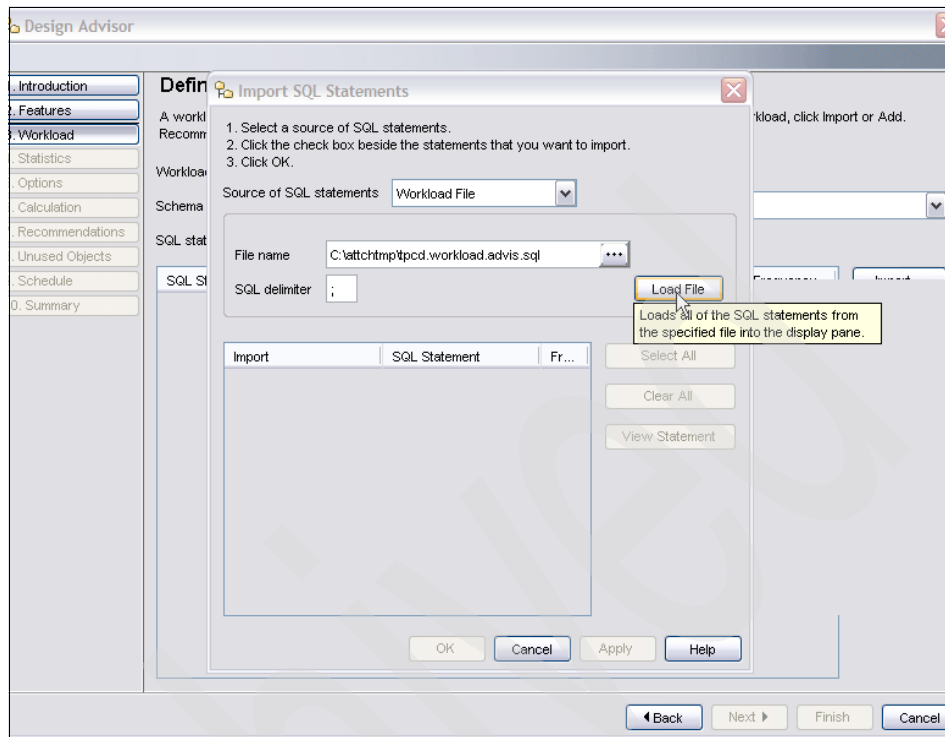 Design Advisor
. Introduction
2. Features
3. Workload
. Statistics
. Options
. Calculation
. Recommendations
. Unused Objects
. Schedule
0. Summary
Defin
A workl
kload, click Import or Add.
Recomm
Workloa
Schema
SQL stat
SQL St
Import SQL Statements
1. Select a source of SQL statements.
2. Click the check box beside the statements that you want to import.
3. Click OK.
Source of SQL statements Workload File
File name C:\attchtmp\tpcd.workload.advis.sql ...
SQL delimiter ;
Load File
Loads all of the SQL statements from
the specified file into the display pane.
Import SQL Statement Fr...
Select All
Clear All
View Statement
OK Cancel Apply Help
Back Next Finish Cancel